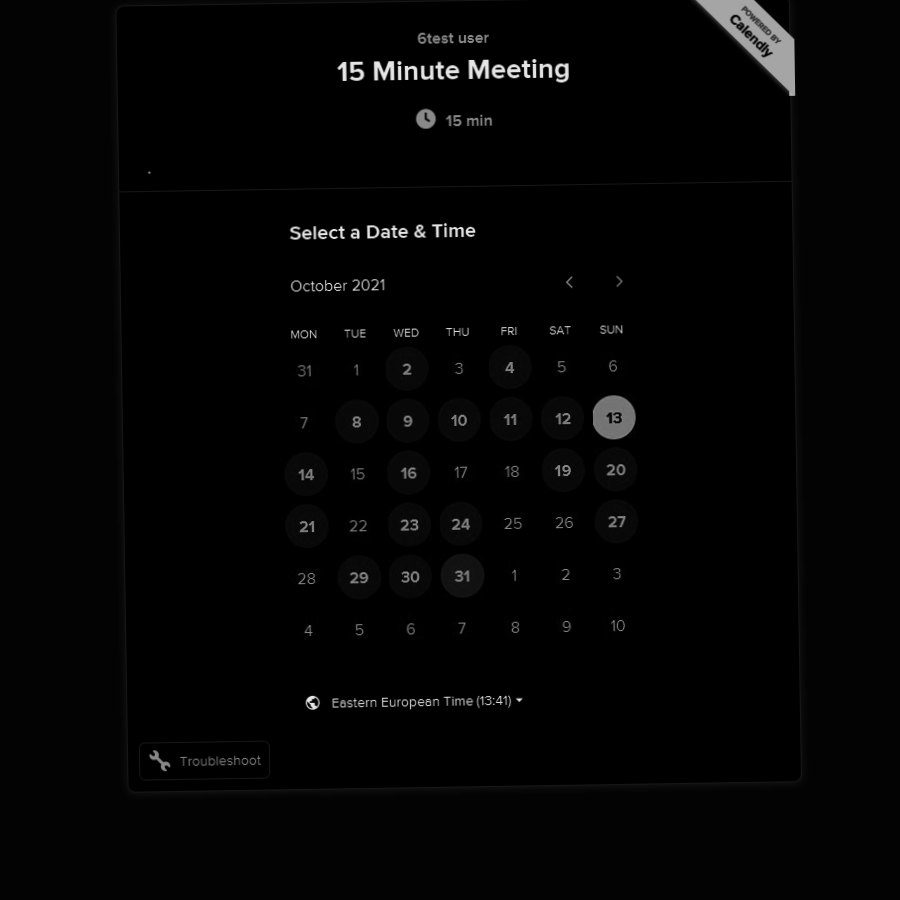 6test user
POWERED BY
Calendly
15 Minute Meeting
15 min
.
Select a Date & Time
October 2021
MON TUE WED THU FRI SAT SUN
31 1 2 3 4 5 6
7 8 9 10 11 12 13
14 15 16 17 18 19 20
21 22 23 24 25 26 27
28 29 30 31 1 2 3
4 5 6 7 8 9 10
Eastern European Time (13:41)
Troubleshoot